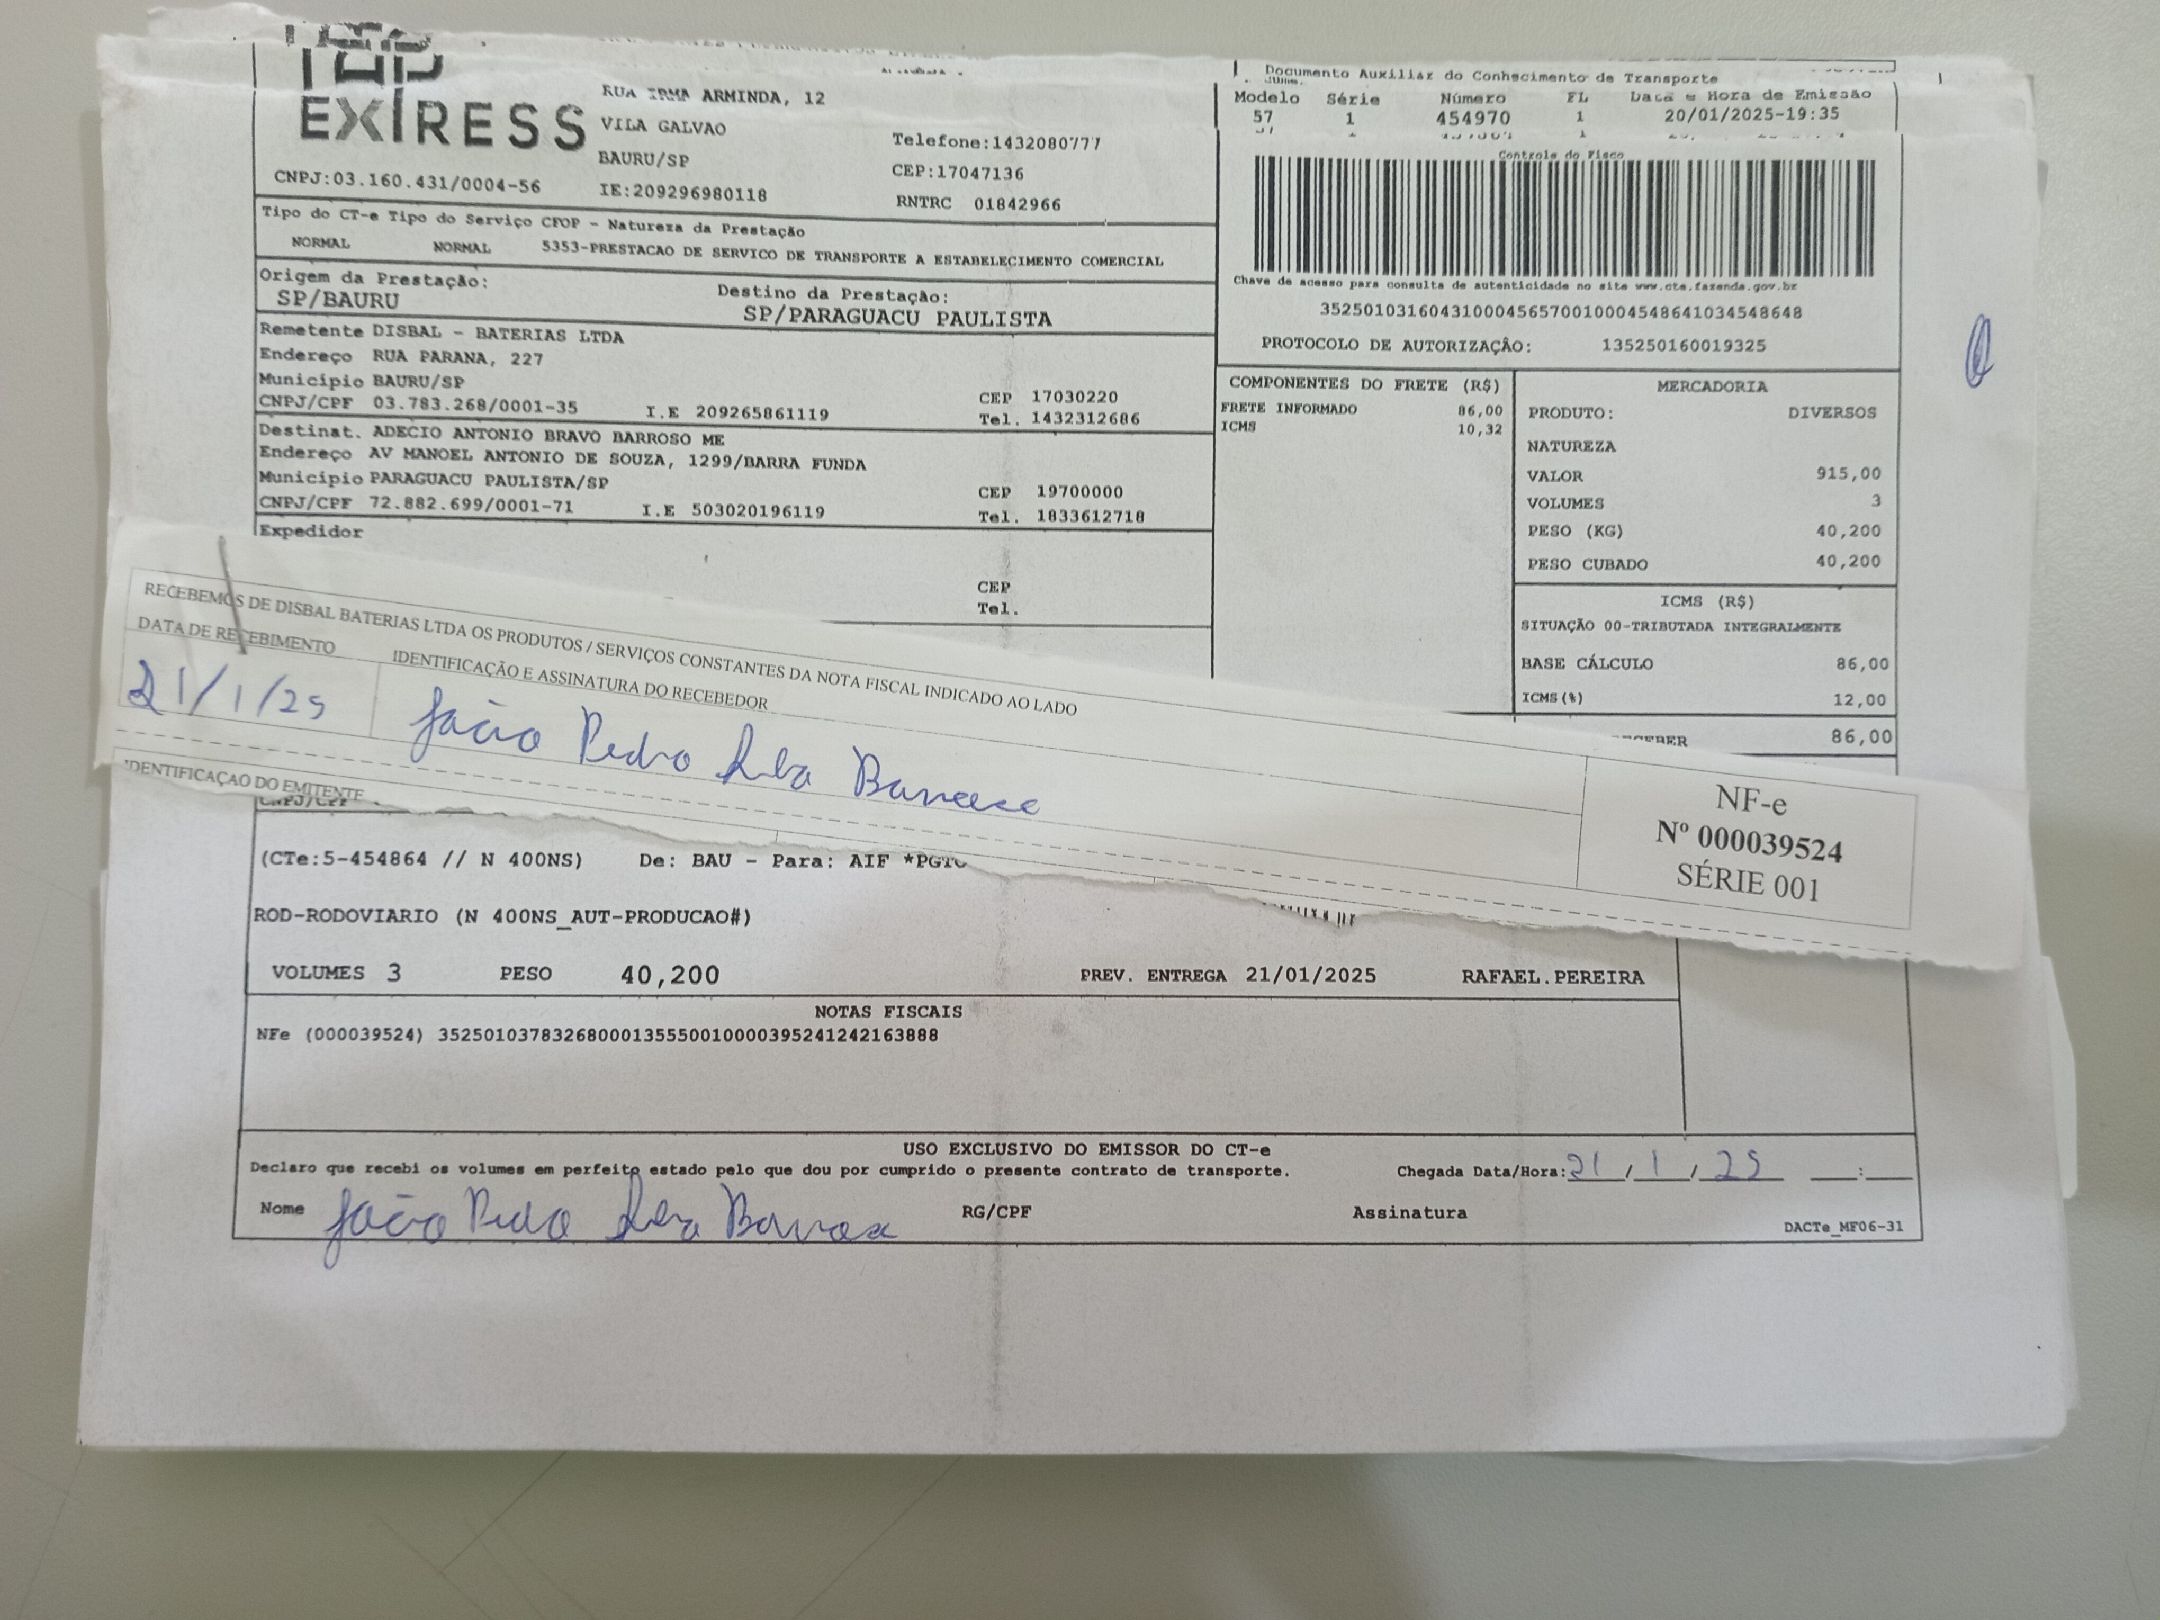 EXPRESS
RUA IRMA ARMINDA, 12
VILA GALVAO
BAURU/SP
Telefone:1432080777
CEP:17047136
CNPJ:03.160.431/0004-56
IE:209296980118
RNTRC 01842966
Documento Auxiliar do Conhecimento de Transporte
Modelo Série Número FL Data e Hora de Emissão
57 1 454970 1 20/01/2025-19:35
Controle do Fisco
Chave de acesso para consulta de autenticidade no site www.cte.fazenda.gov.br
35250103160431000456570010004548641034548648
PROTOCOLO DE AUTORIZAÇÃO: 135250160019325
Tipo do CT-e Tipo do Serviço CFOP - Natureza da Prestação
NORMAL NORMAL 5353-PRESTACAO DE SERVICO DE TRANSPORTE A ESTABELECIMENTO COMERCIAL
Origem da Prestação:
SP/BAURU
Destino da Prestação:
SP/PARAGUACU PAULISTA
Remetente DISBAL - BATERIAS LTDA
Endereço RUA PARANA, 227
Município BAURU/SP CEP 17030220
CNPJ/CPF 03.783.268/0001-35 I.E 209265861119 Tel. 1432312686
Destinat. ADECIO ANTONIO BRAVO BARROSO ME
Endereço AV MANOEL ANTONIO DE SOUZA, 1299/BARRA FUNDA
Município PARAGUACU PAULISTA/SP CEP 19700000
CNPJ/CPF 72.882.699/0001-71 I.E 503020196119 Tel. 1833612718
Expedidor
CEP
Tel.
COMPONENTES DO FRETE (R$)
FRETE INFORMADO 86,00
ICMS 10,32
MERCADORIA
PRODUTO: DIVERSOS
NATUREZA
VALOR 915,00
VOLUMES 3
PESO (KG) 40,200
PESO CUBADO 40,200
ICMS (R$)
SITUAÇÃO 00-TRIBUTADA INTEGRALMENTE
BASE CÁLCULO 86,00
ICMS(%) 12,00
86,00
RECEBEMOS DE DISBAL BATERIAS LTDA OS PRODUTOS / SERVIÇOS CONSTANTES DA NOTA FISCAL INDICADO AO LADO
DATA DE RECEBIMENTO IDENTIFICAÇÃO E ASSINATURA DO RECEBEDOR
21/1/25 João Pedro
NF-e
Nº 000039524
SÉRIE 001
IDENTIFICAÇÃO DO EMITENTE
CNPJ/CPF
(CTe:5-454864 // N 400NS) De: BAU - Para: AIF
ROD-RODOVIARIO (N 400NS_AUT-PRODUCAO#)
VOLUMES 3 PESO 40,200 PREV. ENTREGA 21/01/2025 RAFAEL.PEREIRA
NOTAS FISCAIS
NFe (000039524) 35250103783268000135550010000395241242163888
USO EXCLUSIVO DO EMISSOR DO CT-e
Declaro que recebi os volumes em perfeito estado pelo que dou por cumprido o presente contrato de transporte. Chegada Data/Hora:21/1/25 __:__
Nome João Pedro RG/CPF Assinatura
DACTe_MF06-31